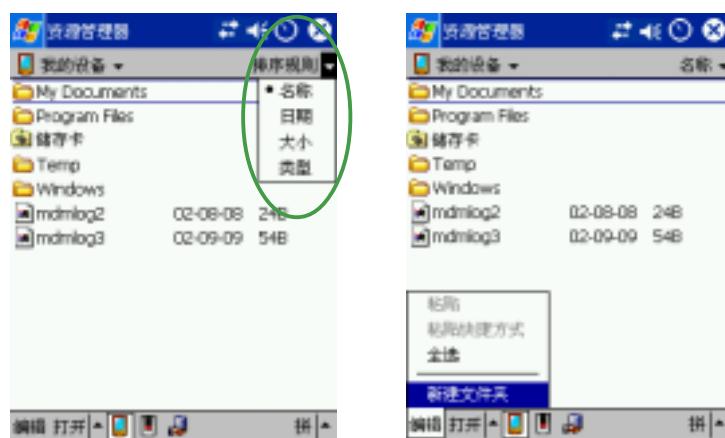 资源管理器
我的设备 排序规则
My Documents
名称
Program Files
日期
储存卡
大小
Temp
类型
Windows
mdmlog2 02-08-08 24B
mdmlog3 02-09-09 54B
编辑 打开 拼
资源管理器
我的设备 名称
My Documents
Program Files
储存卡
Temp
Windows
mdmlog2 02-08-08 24B
mdmlog3 02-09-09 54B
粘贴
粘贴快捷方式
全选
新建文件夹
编辑 打开 拼